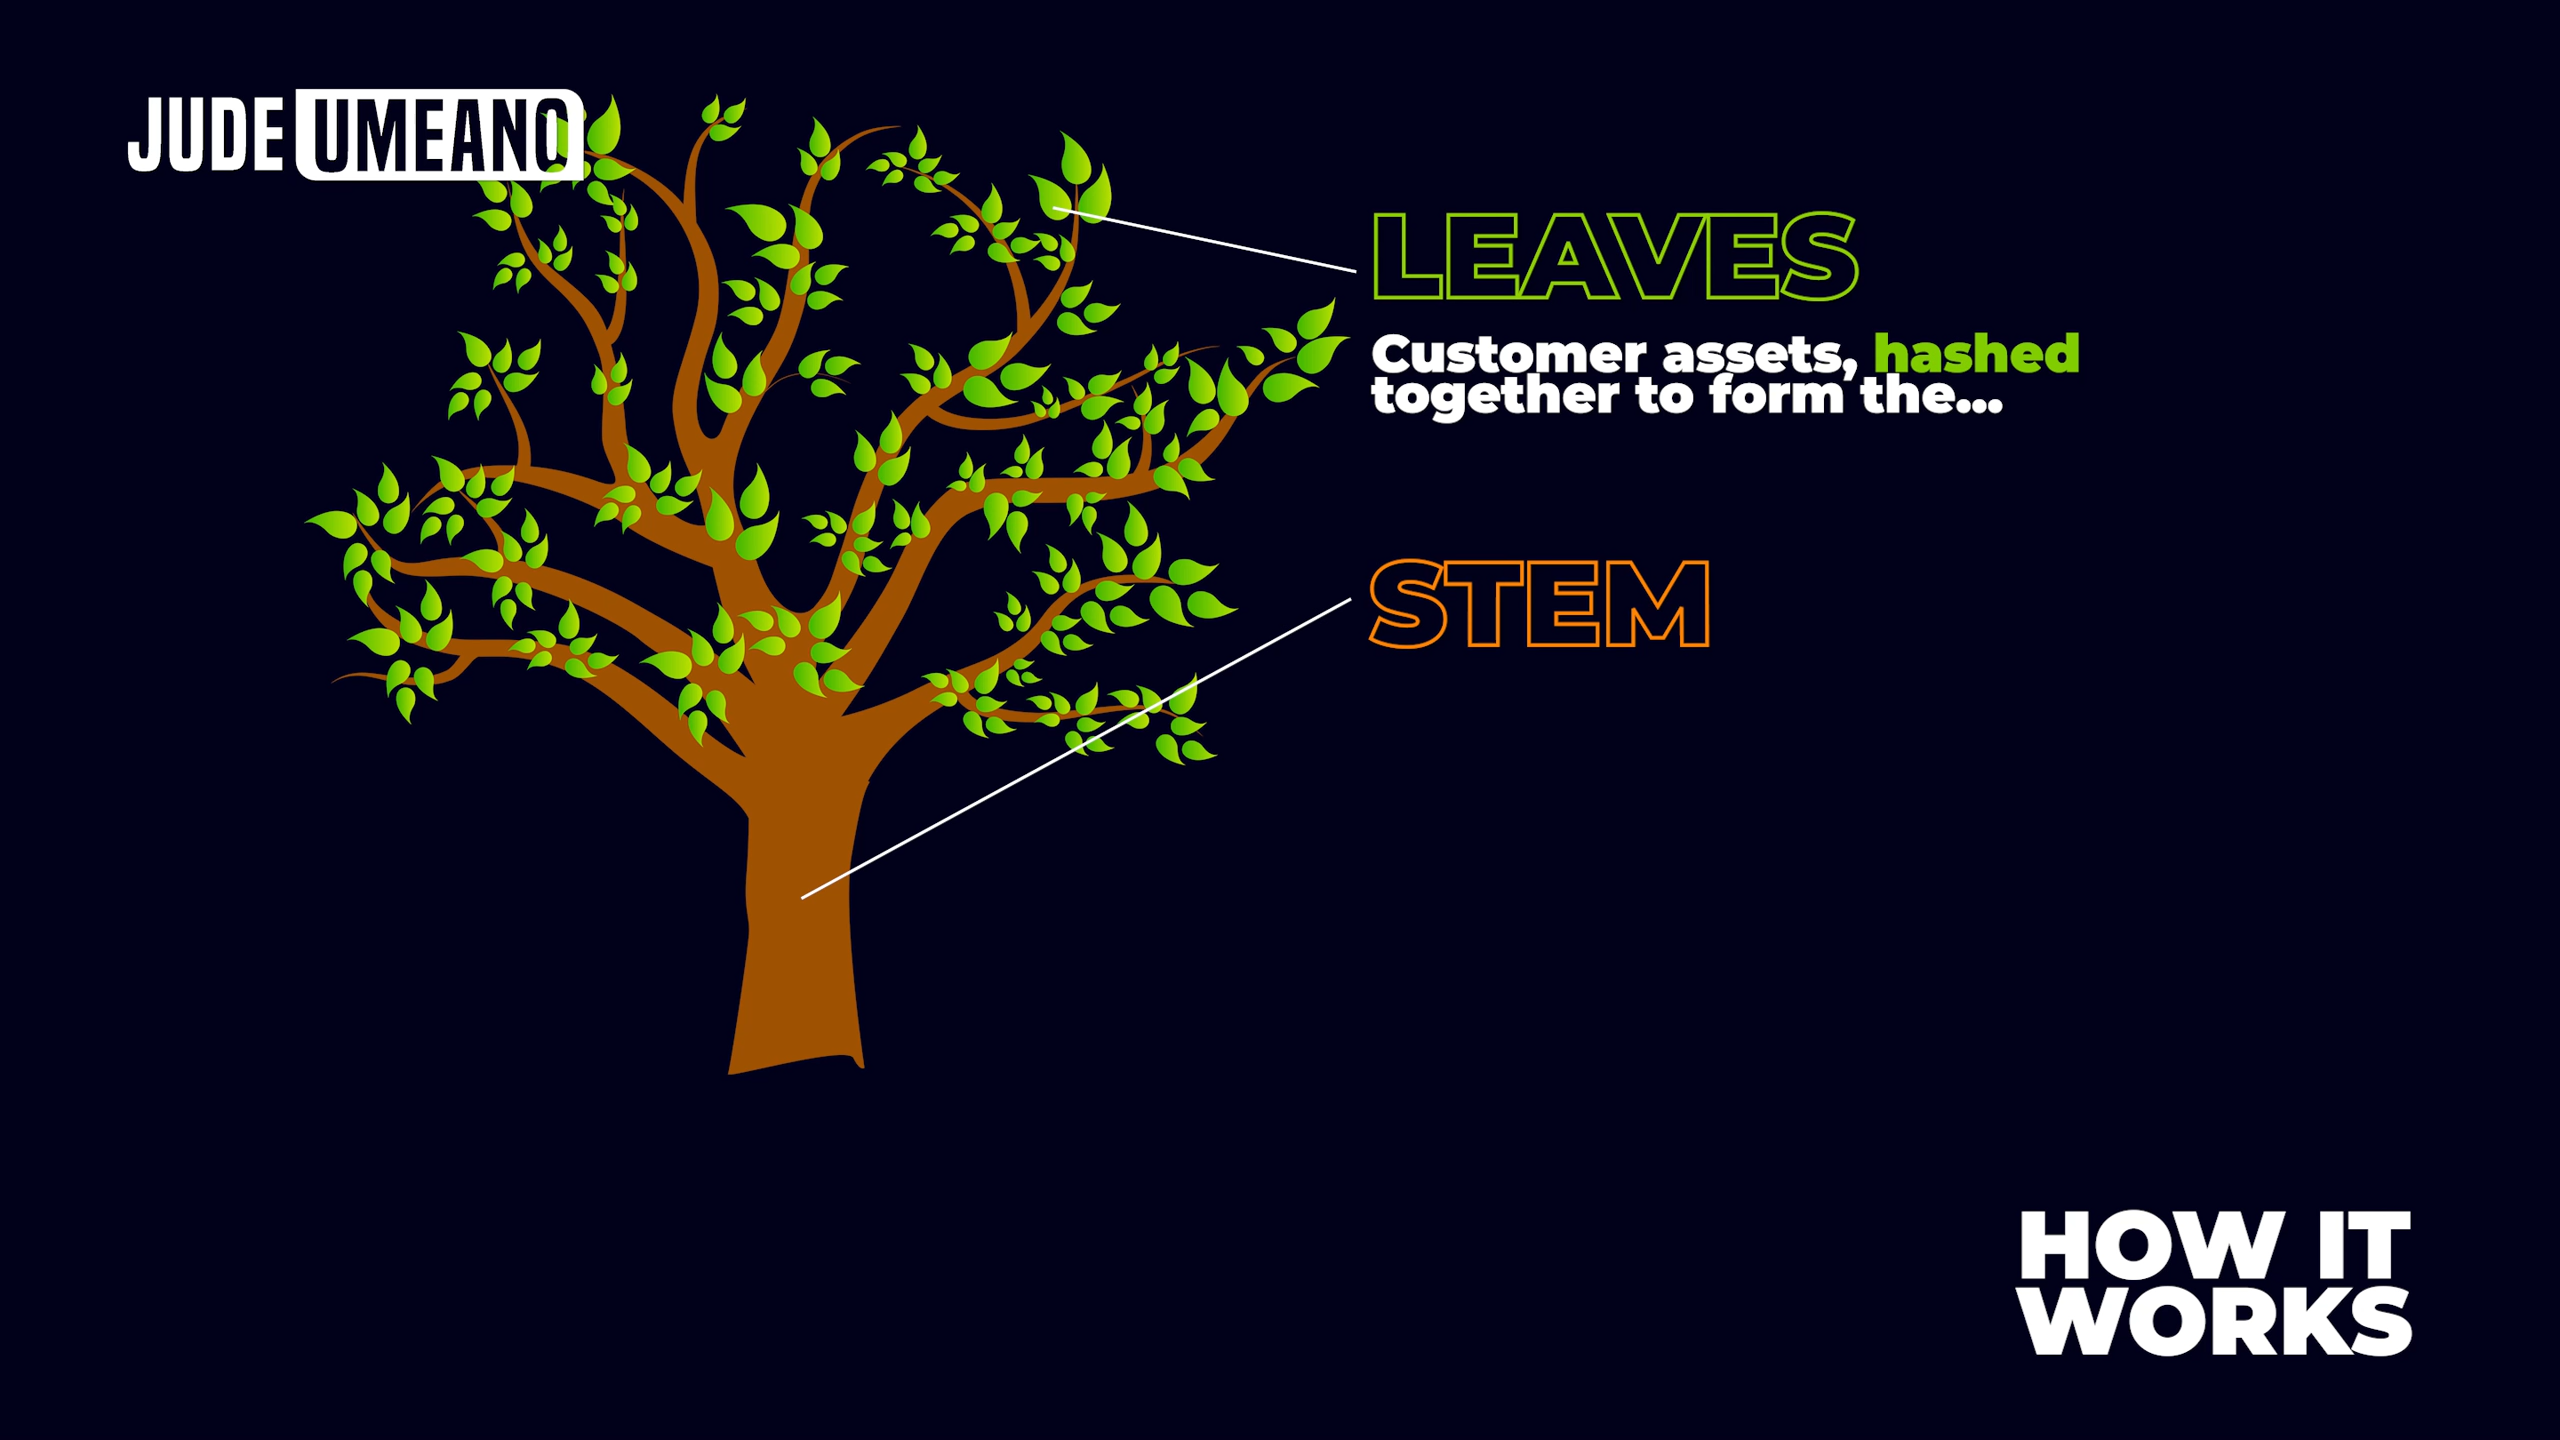 JUDE UMEANO
LEAVES
Customer assets, hashed
together to form the...
STEM
HOW IT
WORKS